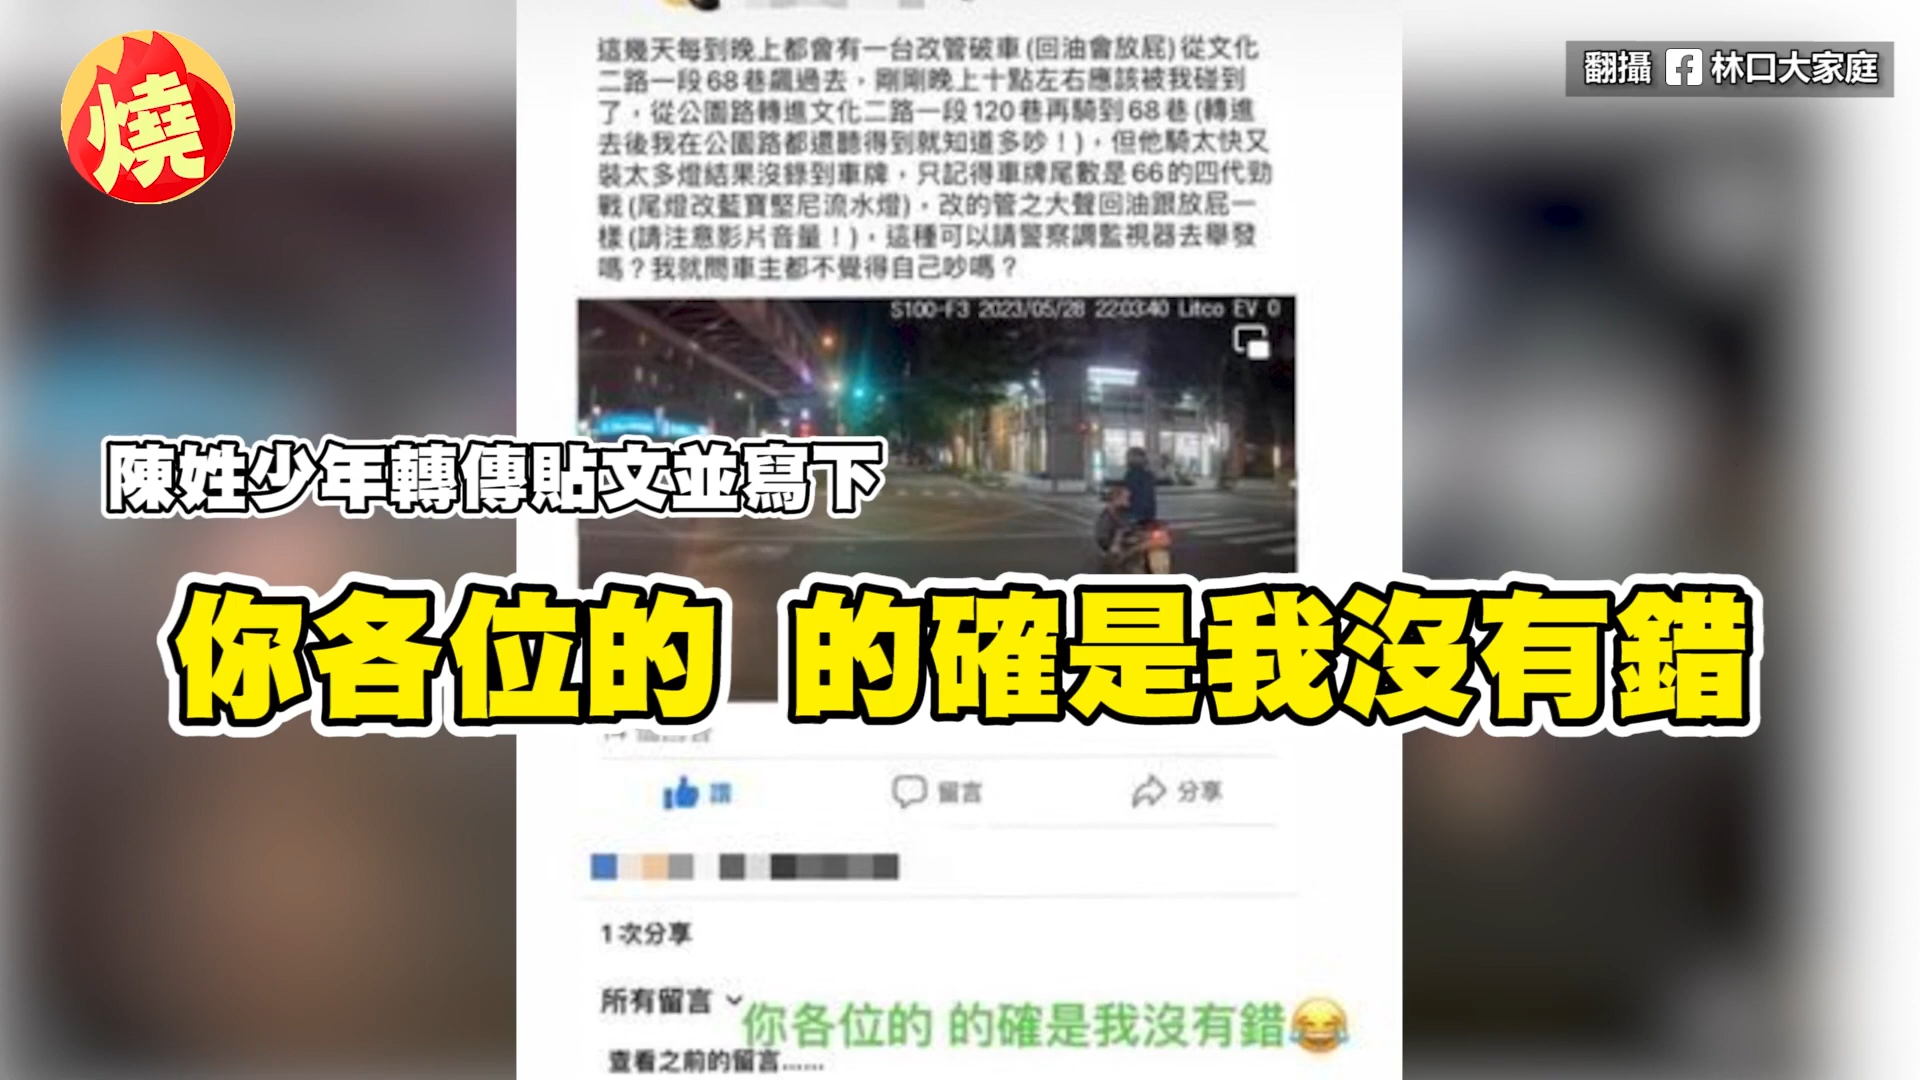 燒
翻攝 林口大家庭
這幾天每到晚上都會有一台改管破車(回油會放屁)從文化
二路一段68巷飆過去,剛剛晚上十點左右應該被我碰到
了,從公園路轉進文化二路一段120巷再騎到68巷(轉進
去後我在公園路都還聽得到就知道多吵!),但他騎太快又
裝太多燈結果沒錄到車牌,只記得車牌尾數是66的四代勁
戰(尾燈改藍寶堅尼流水燈),改的管之大聲回油跟放屁一
樣(請注意影片音量!),這種可以請警察調監視器去舉發
嗎?我就問車主都不覺得自己吵嗎?
S100-F3 2023/05/28 22:03:40 Litco EV 0
陳姓少年轉傳貼文並寫下
你各位的 的確是我沒有錯
讚 留言 分享
1次分享
所有留言
你各位的 的確是我沒有錯😂
查看之前的留言......